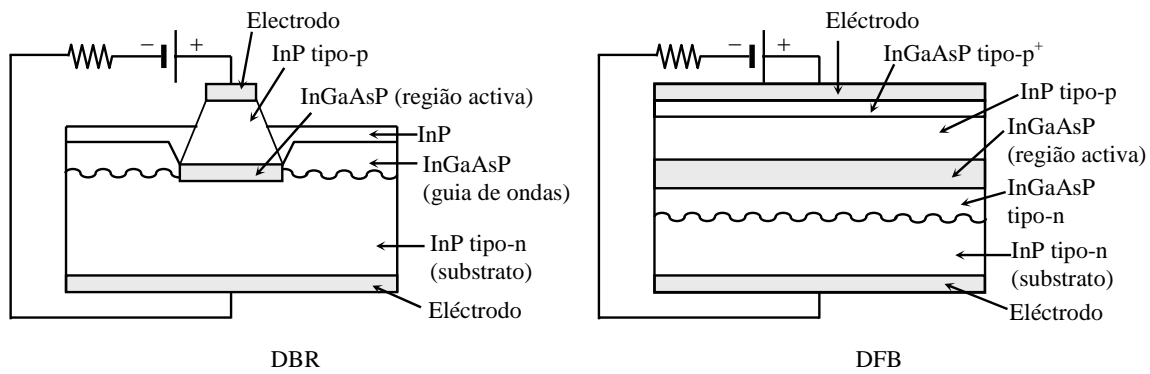 Electrodo
− +
InP tipo-p
InGaAsP (região activa)
InP
InGaAsP
(guia de ondas)
InP tipo-n
(substrato)
Eléctrodo
DBR
Eléctrodo
− +
InGaAsP tipo-p⁺
InP tipo-p
InGaAsP
(região activa)
InGaAsP
tipo-n
InP tipo-n
(substrato)
Eléctrodo
DFB